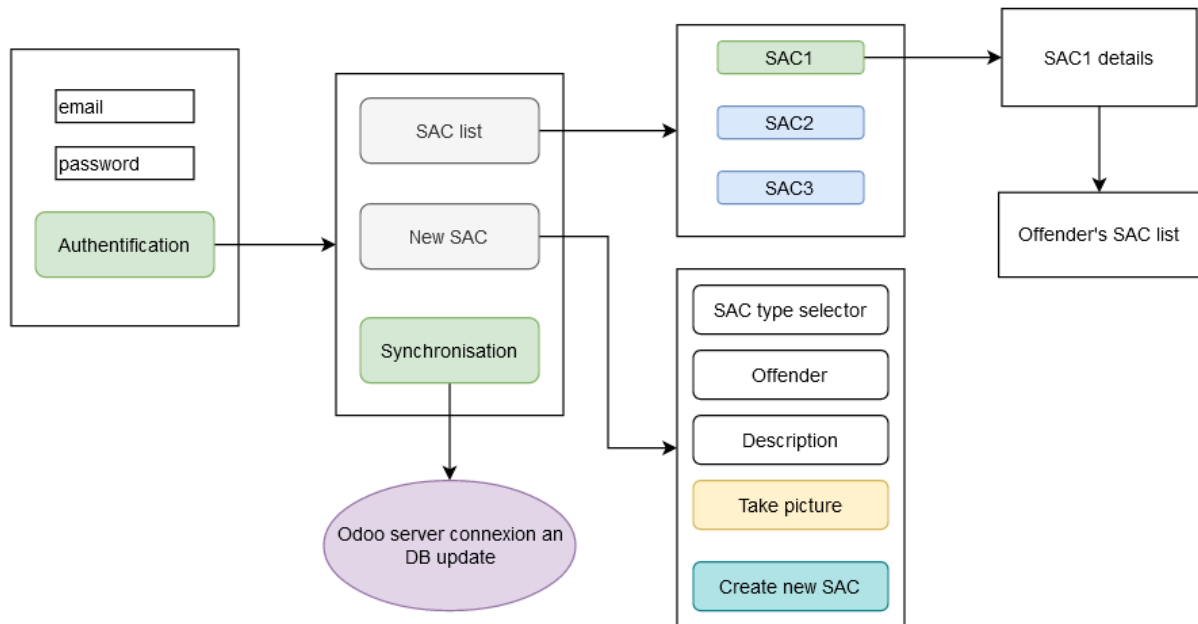 email
password
Authentification
SAC list
New SAC
Synchronisation
Odoo server connexion an
DB update
SAC1
SAC2
SAC3
SAC1 details
Offender's SAC list
SAC type selector
Offender
Description
Take picture
Create new SAC